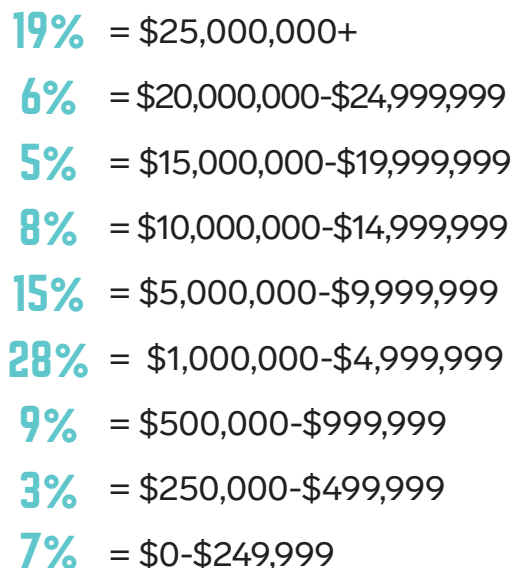 19% = $25,000,000+
6% = $20,000,000-$24,999,999
5% = $15,000,000-$19,999,999
8% = $10,000,000-$14,999,999
15% = $5,000,000-$9,999,999
28% = $1,000,000-$4,999,999
9% = $500,000-$999,999
3% = $250,000-$499,999
7% = $0-$249,999